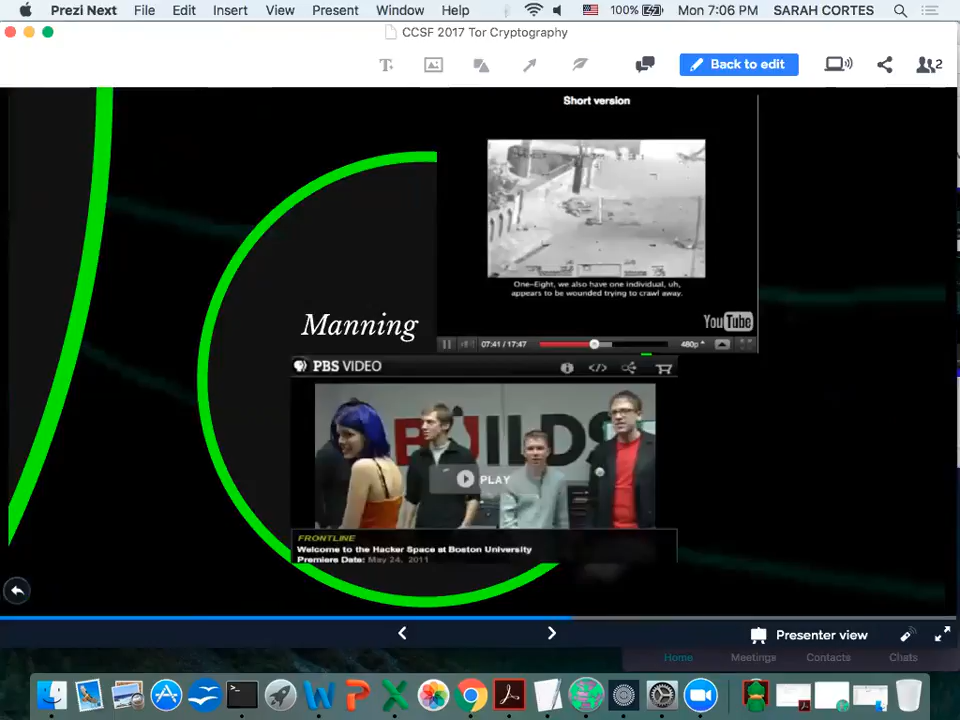 Prezi Next File Edit Insert View Present Window Help 100% Mon 7:06 PM SARAH CORTES
CCSF 2017 Tor Cryptography
T
Back to edit
2
Short version
One-Eight, we also have one individual, uh,
appears to be wounded trying to crawl away.
YouTube
07:41 / 17:47 480p
Manning
PBS VIDEO
BUILDS
PLAY
FRONTLINE
Welcome to the Hacker Space at Boston University
Premiere Date: May 24, 2011
Presenter view
Home Meetings Contacts Chats